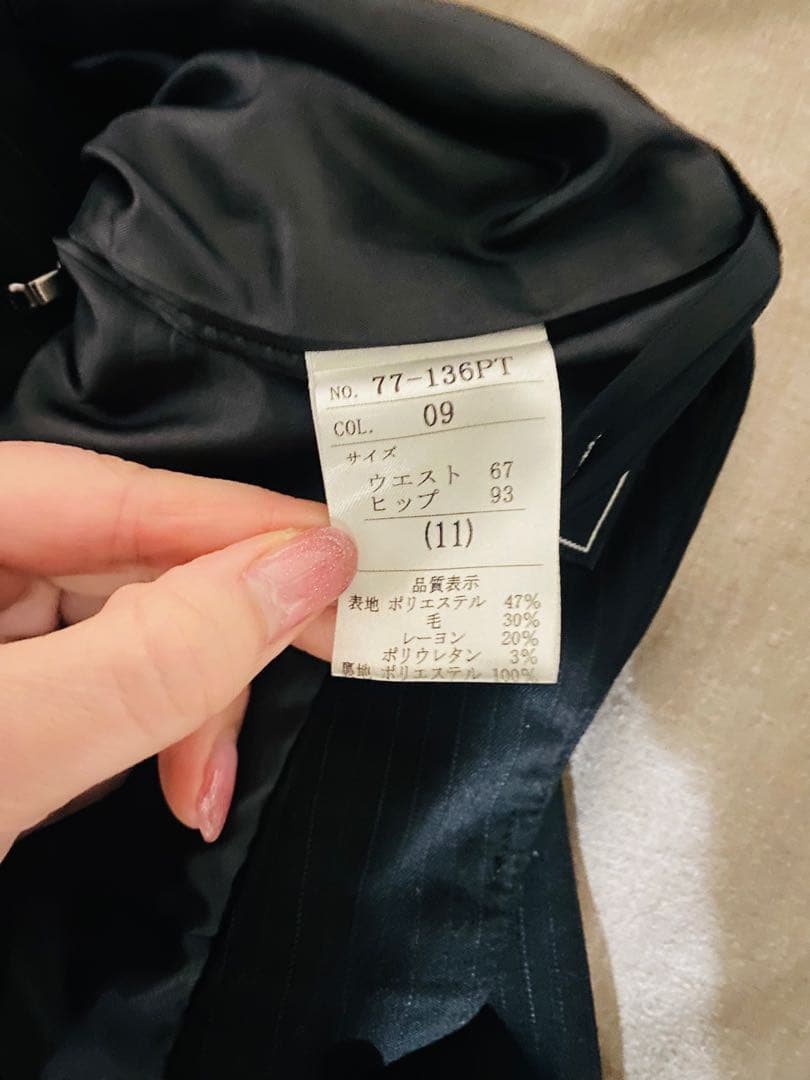 NO. 77-136PT
COL. 09
サイズ
ウエスト 67
ヒップ 93
(11)
品質表示
表地 ポリエステル 47%
毛 30%
レーヨン 20%
ポリウレタン 3%
裏地 ポリエステル 100%